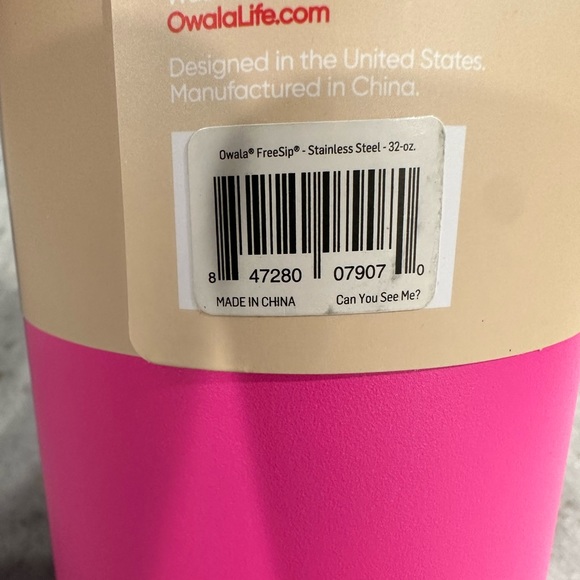 OwalaLife.com
Designed in the United States.
Manufactured in China.
Owala® FreeSip® - Stainless Steel - 32-oz.
8 47280 07907 0
MADE IN CHINA Can You See Me?